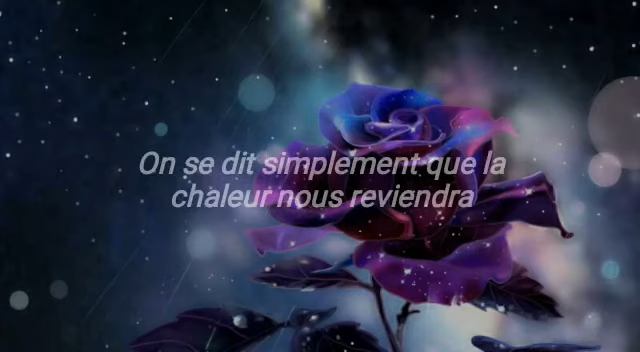 On se dit simplement que la
chaleur nous reviendra